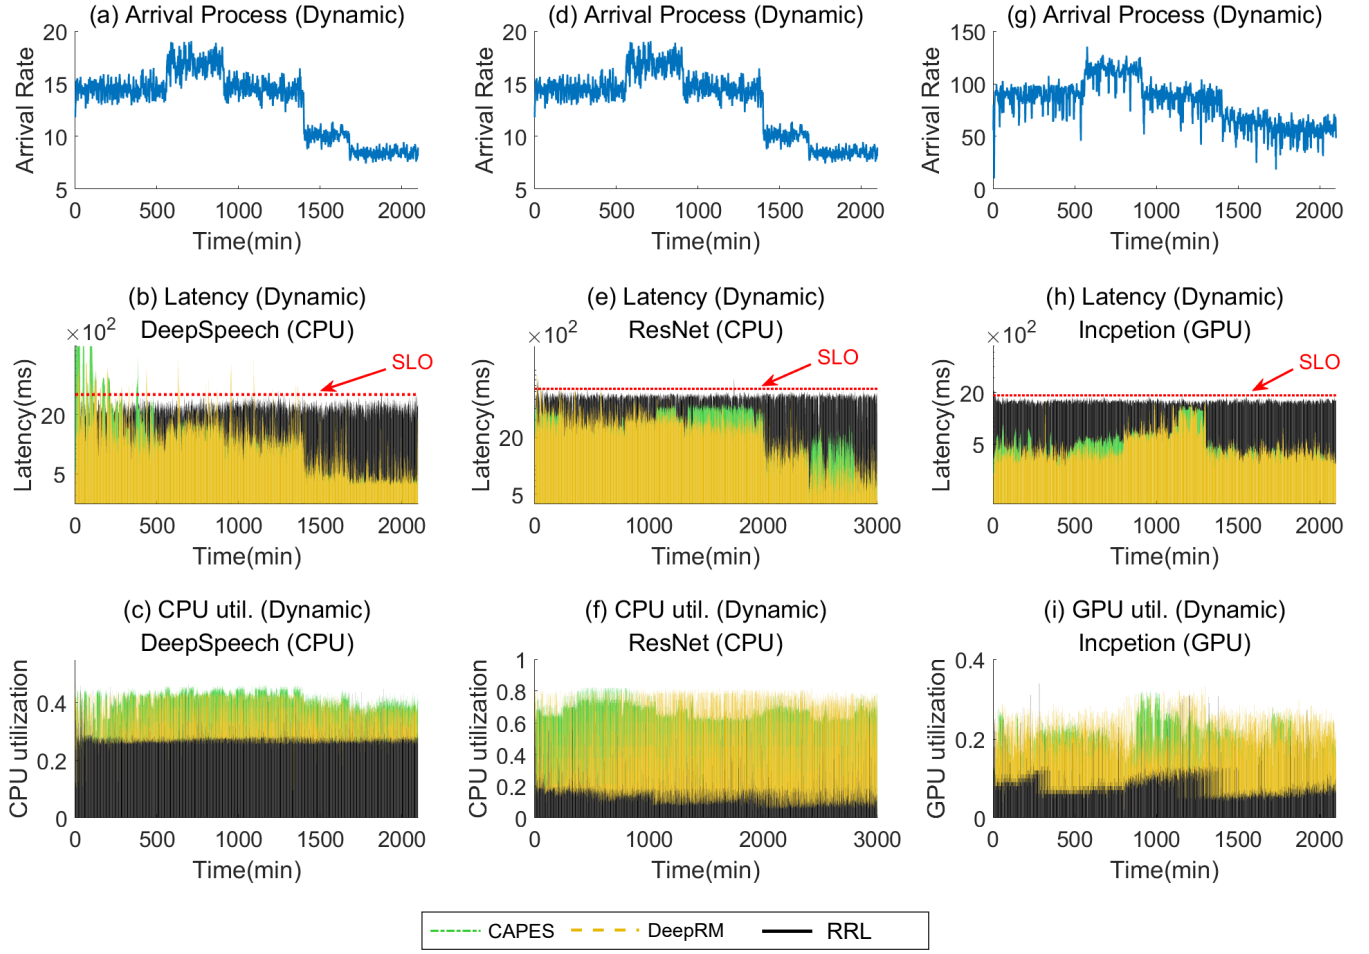 (a) Arrival Process (Dynamic)
20
15
10
5
Arrival Rate
0 500 1000 1500 2000
Time(min)
(d) Arrival Process (Dynamic)
20
15
10
5
Arrival Rate
0 500 1000 1500 2000
Time(min)
(g) Arrival Process (Dynamic)
150
100
50
0
Arrival Rate
0 500 1000 1500 2000
Time(min)
(b) Latency (Dynamic)
DeepSpeech (CPU)
×10²
SLO
20
5
Latency(ms)
0 500 1000 1500 2000
Time(min)
(e) Latency (Dynamic)
ResNet (CPU)
×10²
SLO
20
5
Latency(ms)
0 1000 2000 3000
Time(min)
(h) Latency (Dynamic)
Incpetion (GPU)
×10²
SLO
20
5
Latency(ms)
0 500 1000 1500 2000
Time(min)
(c) CPU util. (Dynamic)
DeepSpeech (CPU)
0.4
0.2
0
CPU utilization
0 500 1000 1500 2000
Time(min)
(f) CPU util. (Dynamic)
ResNet (CPU)
1
0.8
0.6
0.4
0.2
0
CPU utilization
0 1000 2000 3000
Time(min)
(i) GPU util. (Dynamic)
Incpetion (GPU)
0.4
0.2
0
GPU utilization
0 500 1000 1500 2000
Time(min)
CAPES DeepRM RRL